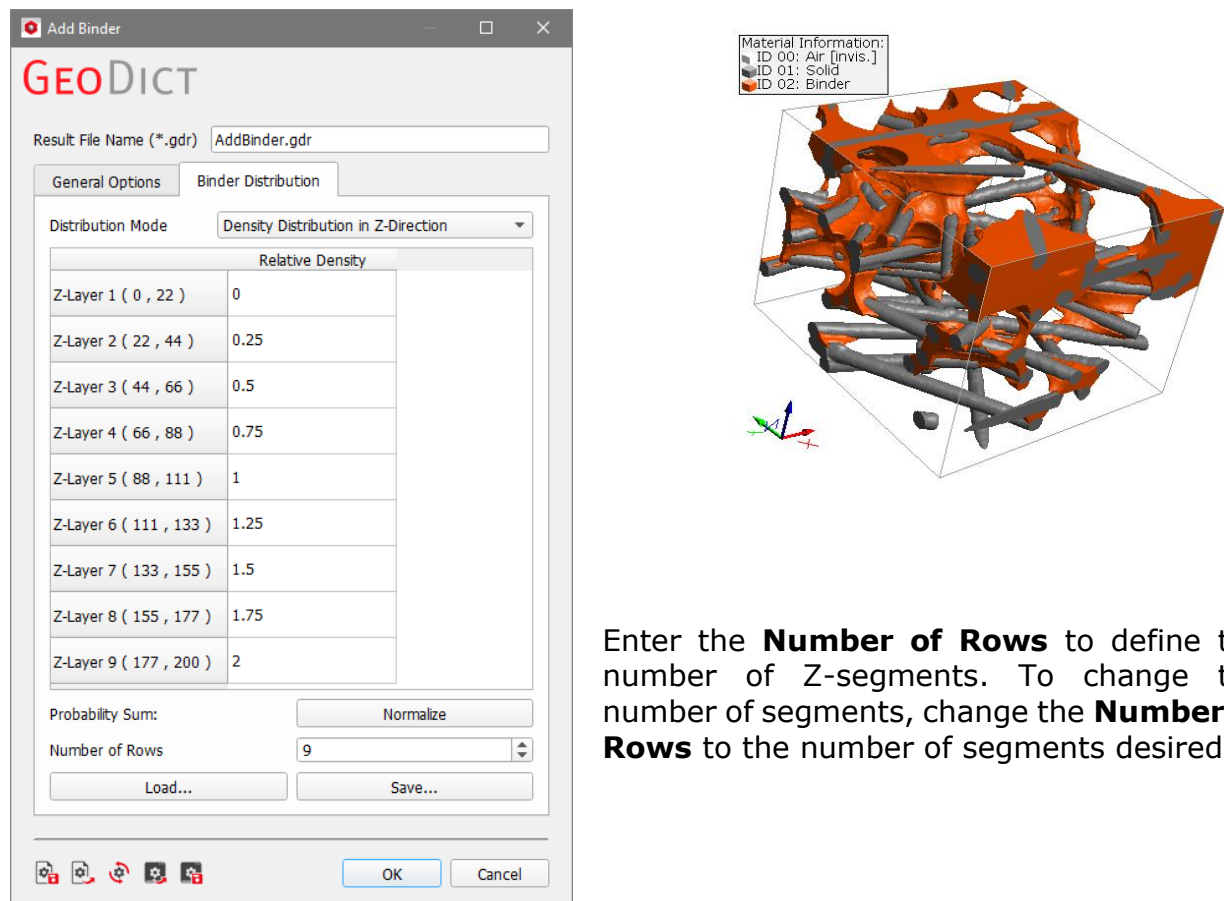 Add Binder
GEODICT
Result File Name (*.gdr) AddBinder.gdr
General Options Binder Distribution
Distribution Mode Density Distribution in Z-Direction
Relative Density
Z-Layer 1 ( 0 , 22 ) 0
Z-Layer 2 ( 22 , 44 ) 0.25
Z-Layer 3 ( 44 , 66 ) 0.5
Z-Layer 4 ( 66 , 88 ) 0.75
Z-Layer 5 ( 88 , 111 ) 1
Z-Layer 6 ( 111 , 133 ) 1.25
Z-Layer 7 ( 133 , 155 ) 1.5
Z-Layer 8 ( 155 , 177 ) 1.75
Z-Layer 9 ( 177 , 200 ) 2
Probability Sum: Normalize
Number of Rows 9
Load... Save...
OK Cancel
Material Information:
ID 00: Air [invis.]
ID 01: Solid
ID 02: Binder
X
Enter the Number of Rows to define t
number of Z-segments. To change t
number of segments, change the Number
Rows to the number of segments desired